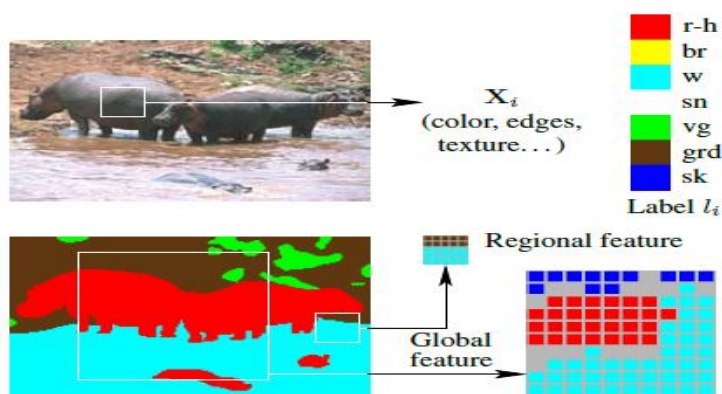 r-h
br
w
sn
vg
grd
sk
Label l_i
X_i
(color, edges,
texture…)
Regional feature
Global
feature